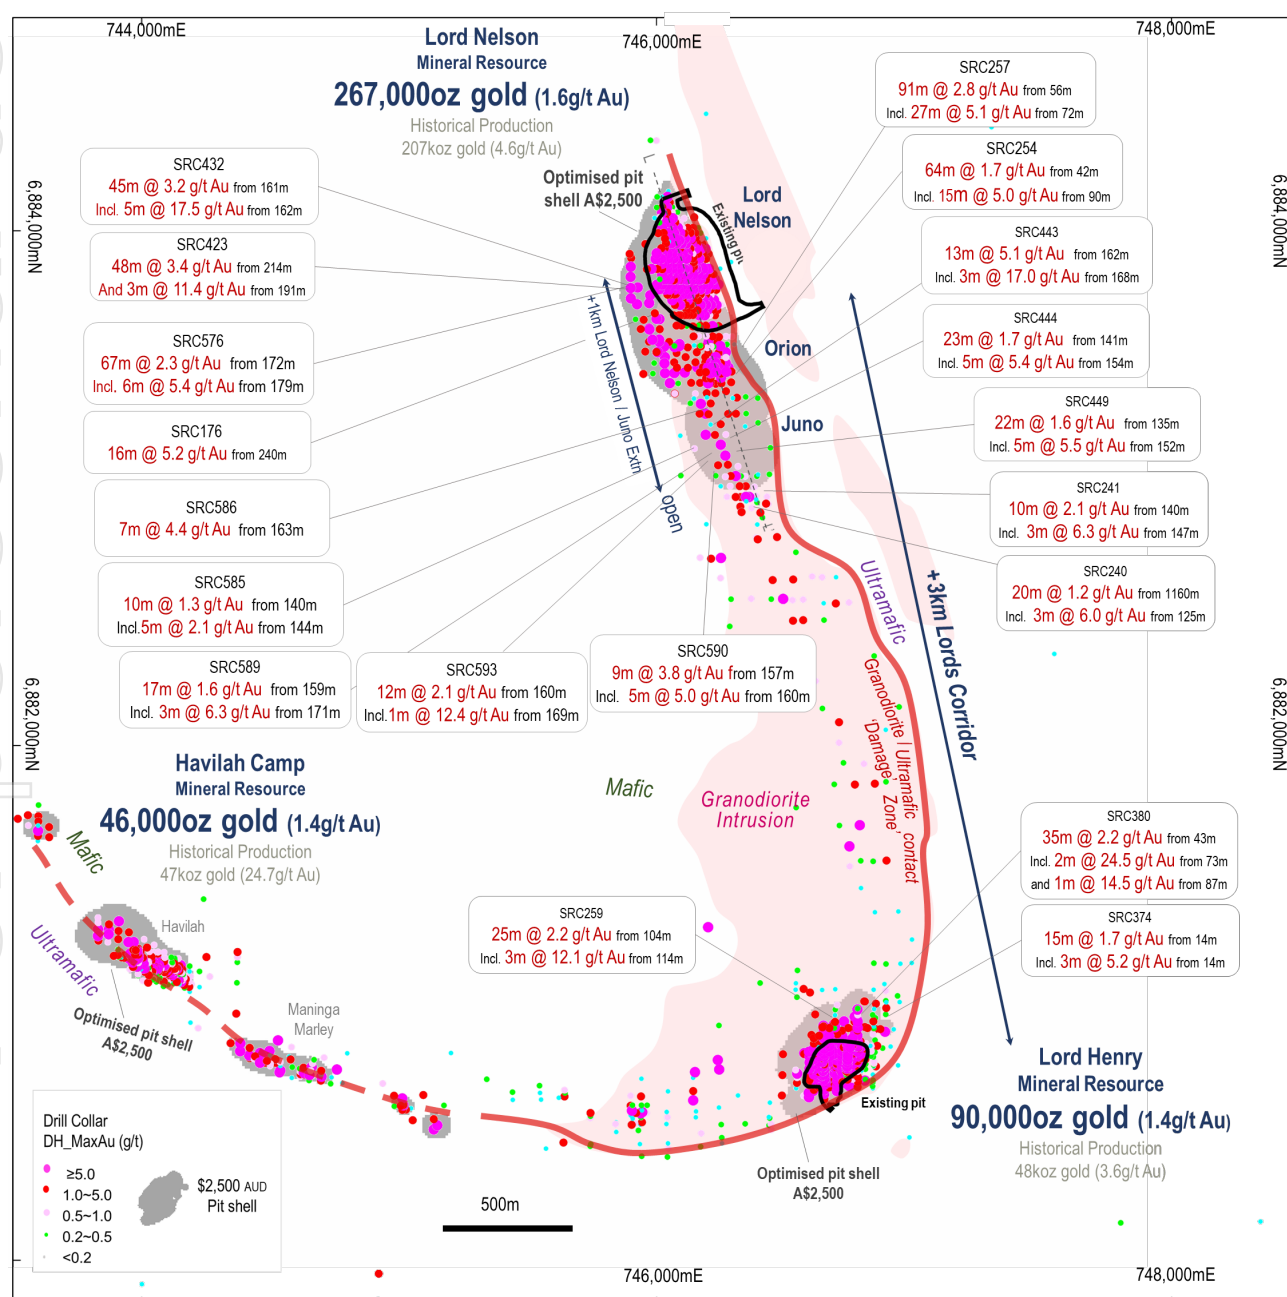 744,000mE
746,000mE
748,000mE
Lord Nelson
Mineral Resource
267,000oz gold (1.6g/t Au)
Historical Production
207koz gold (4.6g/t Au)
Optimised pit
shell A$2,500
Lord
Nelson
Existing pit
6,884,000mN
6,884,000mN
SRC257
91m @ 2.8 g/t Au from 56m
Incl. 27m @ 5.1 g/t Au from 72m
SRC254
64m @ 1.7 g/t Au from 42m
Incl. 15m @ 5.0 g/t Au from 90m
SRC443
13m @ 5.1 g/t Au from 162m
Incl. 3m @ 17.0 g/t Au from 168m
SRC444
23m @ 1.7 g/t Au from 141m
Incl. 5m @ 5.4 g/t Au from 154m
SRC449
22m @ 1.6 g/t Au from 135m
Incl. 5m @ 5.5 g/t Au from 152m
SRC241
10m @ 2.1 g/t Au from 140m
Incl. 3m @ 6.3 g/t Au from 147m
SRC240
20m @ 1.2 g/t Au from 1160m
Incl. 3m @ 6.0 g/t Au from 125m
SRC432
45m @ 3.2 g/t Au from 161m
Incl. 5m @ 17.5 g/t Au from 162m
SRC423
48m @ 3.4 g/t Au from 214m
And 3m @ 11.4 g/t Au from 191m
SRC576
67m @ 2.3 g/t Au from 172m
Incl. 6m @ 5.4 g/t Au from 179m
SRC176
16m @ 5.2 g/t Au from 240m
SRC586
7m @ 4.4 g/t Au from 163m
SRC585
10m @ 1.3 g/t Au from 140m
Incl.5m @ 2.1 g/t Au from 144m
SRC589
17m @ 1.6 g/t Au from 159m
Incl. 3m @ 6.3 g/t Au from 171m
SRC593
12m @ 2.1 g/t Au from 160m
Incl.1m @ 12.4 g/t Au from 169m
SRC590
9m @ 3.8 g/t Au from 157m
Incl. 5m @ 5.0 g/t Au from 160m
Orion
Juno
+1km Lord Nelson / Juno Extn
open
+3km Lords Corridor
Ultramafic
Granodiorite / Ultramafic contact
'Damage' Zone'
6,882,000mN
6,882,000mN
Mafic
Granodiorite
Intrusion
Havilah Camp
Mineral Resource
46,000oz gold (1.4g/t Au)
Historical Production
47koz gold (24.7g/t Au)
Mafic
Ultramafic
Havilah
Optimised pit shell
A$2,500
Maninga
Marley
SRC259
25m @ 2.2 g/t Au from 104m
Incl. 3m @ 12.1 g/t Au from 114m
SRC380
35m @ 2.2 g/t Au from 43m
Incl. 2m @ 24.5 g/t Au from 73m
and 1m @ 14.5 g/t Au from 87m
SRC374
15m @ 1.7 g/t Au from 14m
Incl. 3m @ 5.2 g/t Au from 14m
Lord Henry
Mineral Resource
90,000oz gold (1.4g/t Au)
Historical Production
48koz gold (3.6g/t Au)
Existing pit
Optimised pit shell
A$2,500
Drill Collar
DH_MaxAu (g/t)
≥5.0
1.0~5.0
0.5~1.0
0.2~0.5
<0.2
$2,500 AUD
Pit shell
500m
746,000mE
748,000mE